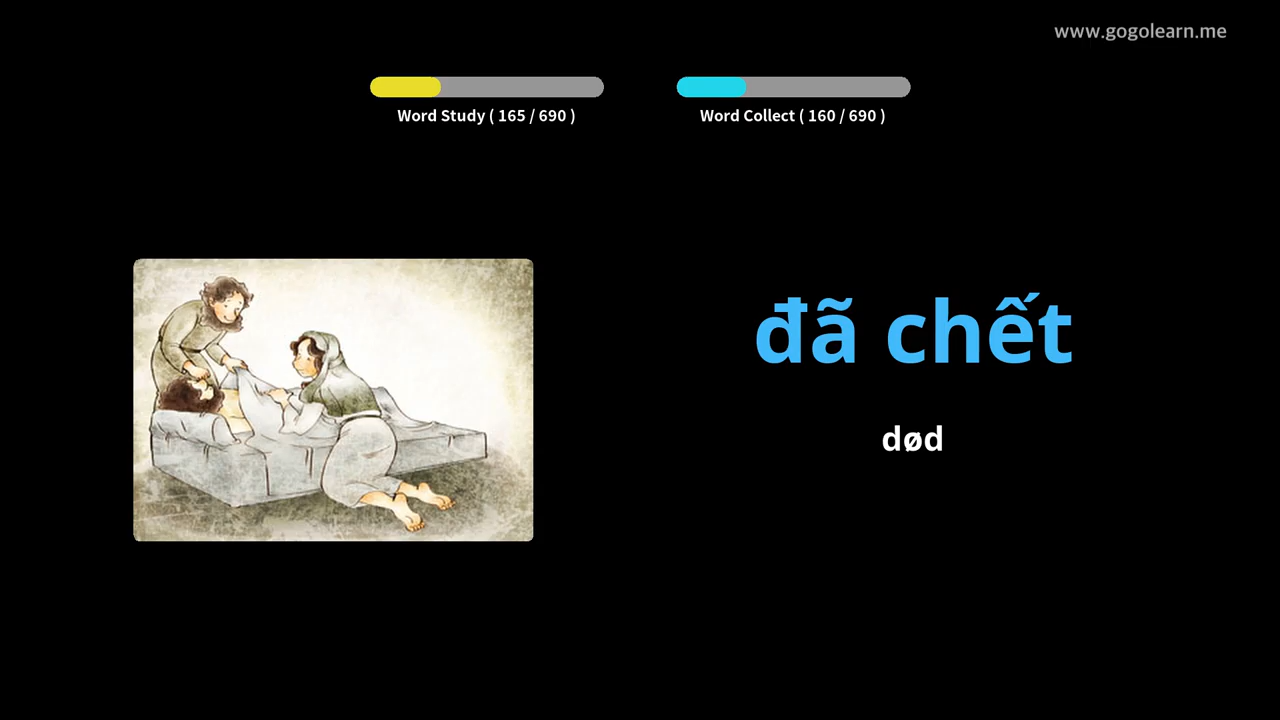 www.gogolearn.me
Word Study ( 165 / 690 )
Word Collect ( 160 / 690 )
đã chết
død